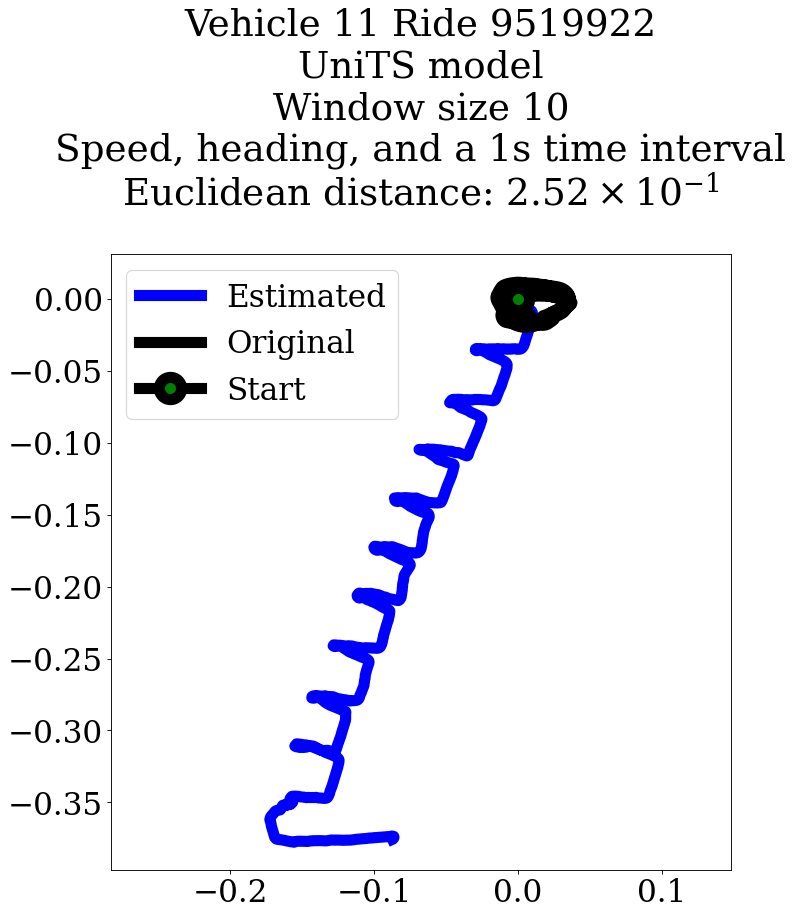 Vehicle 11 Ride 9519922
UniTS model
Window size 10
Speed, heading, and a 1s time interval
Euclidean distance: 2.52 × 10⁻¹
Estimated
Original
Start
0.00
−0.05
−0.10
−0.15
−0.20
−0.25
−0.30
−0.35
−0.2
−0.1
0.0
0.1